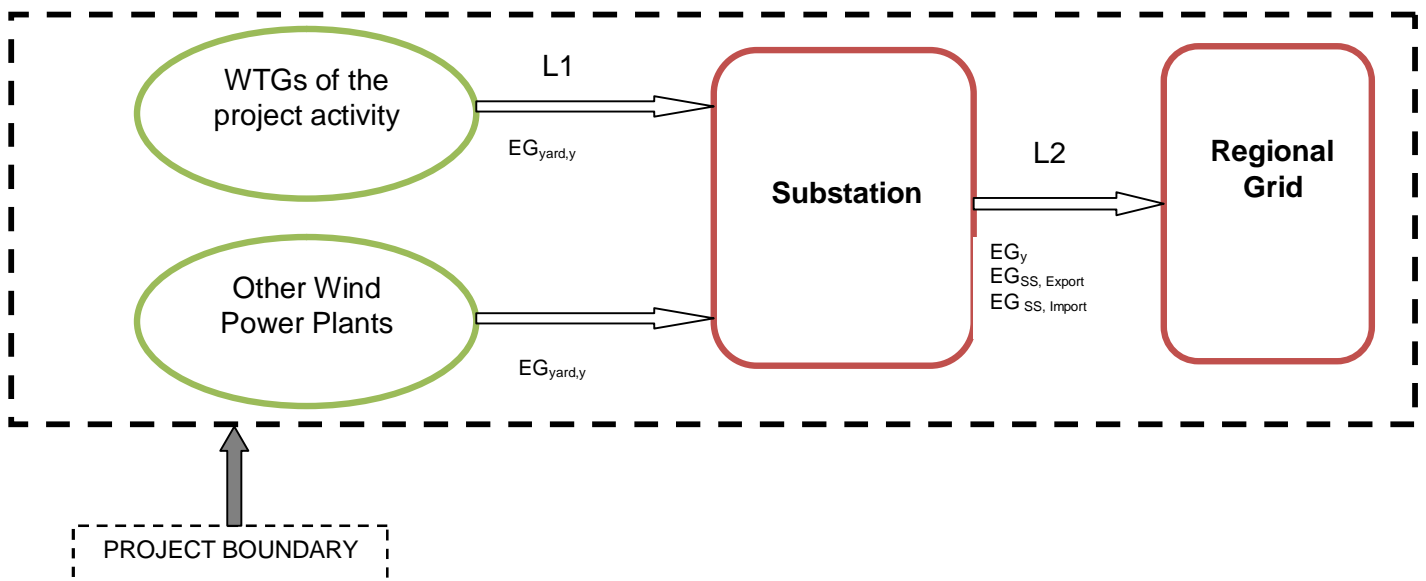 WTGs of the
project activity
L1
EGyard,y
Other Wind
Power Plants
EGyard,y
Substation
L2
EGy
EGSS, Export
EG SS, Import
Regional
Grid
PROJECT BOUNDARY